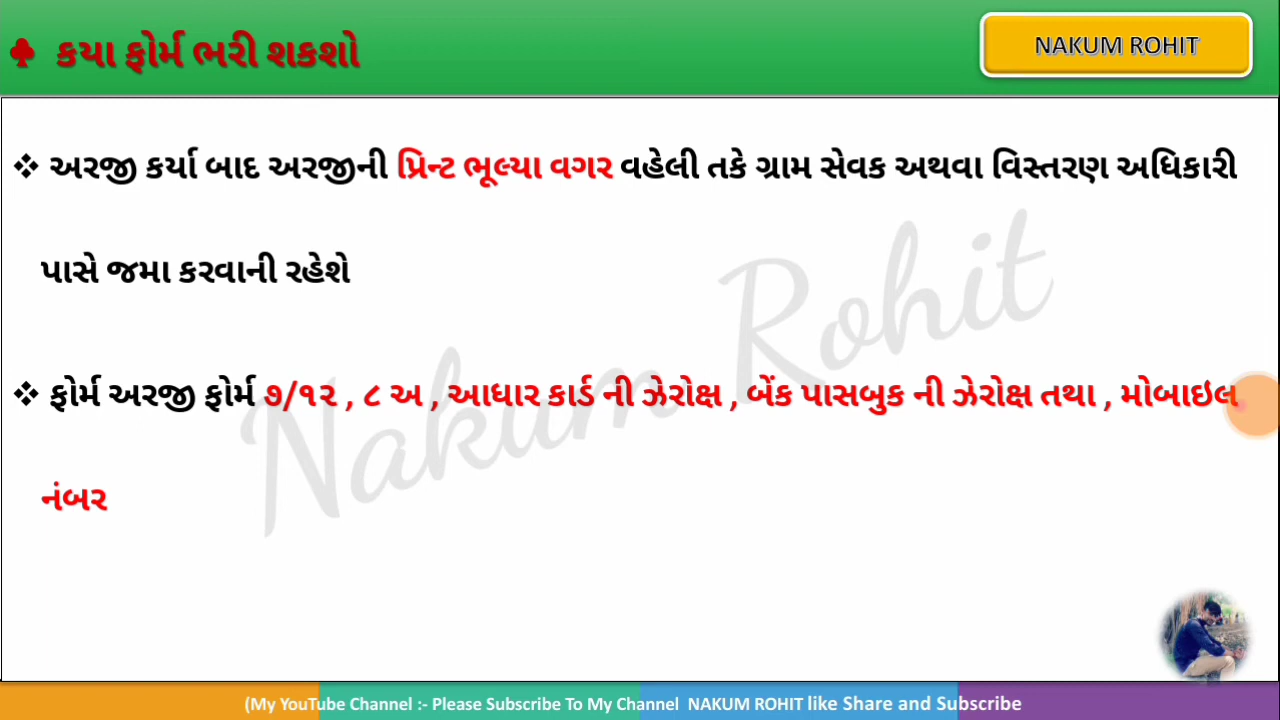 ♣ કયા ફોર્મ ભરી શકશો
NAKUM ROHIT
❖ અરજી કર્યા બાદ અરજીની પ્રિન્ટ ભૂલ્યા વગર વહેલી તકે ગ્રામ સેવક અથવા વિસ્તરણ અધિકારી
પાસે જમા કરવાની રહેશે
❖ ફોર્મ અરજી ફોર્મ ૭/૧૨ , ૮ અ , આધાર કાર્ડ ની ઝેરોક્ષ , બેંક પાસબુક ની ઝેરોક્ષ તથા , મોબાઇલ
નંબર
Nakum Rohit
(My YouTube Channel :- Please Subscribe To My Channel NAKUM ROHIT like Share and Subscribe